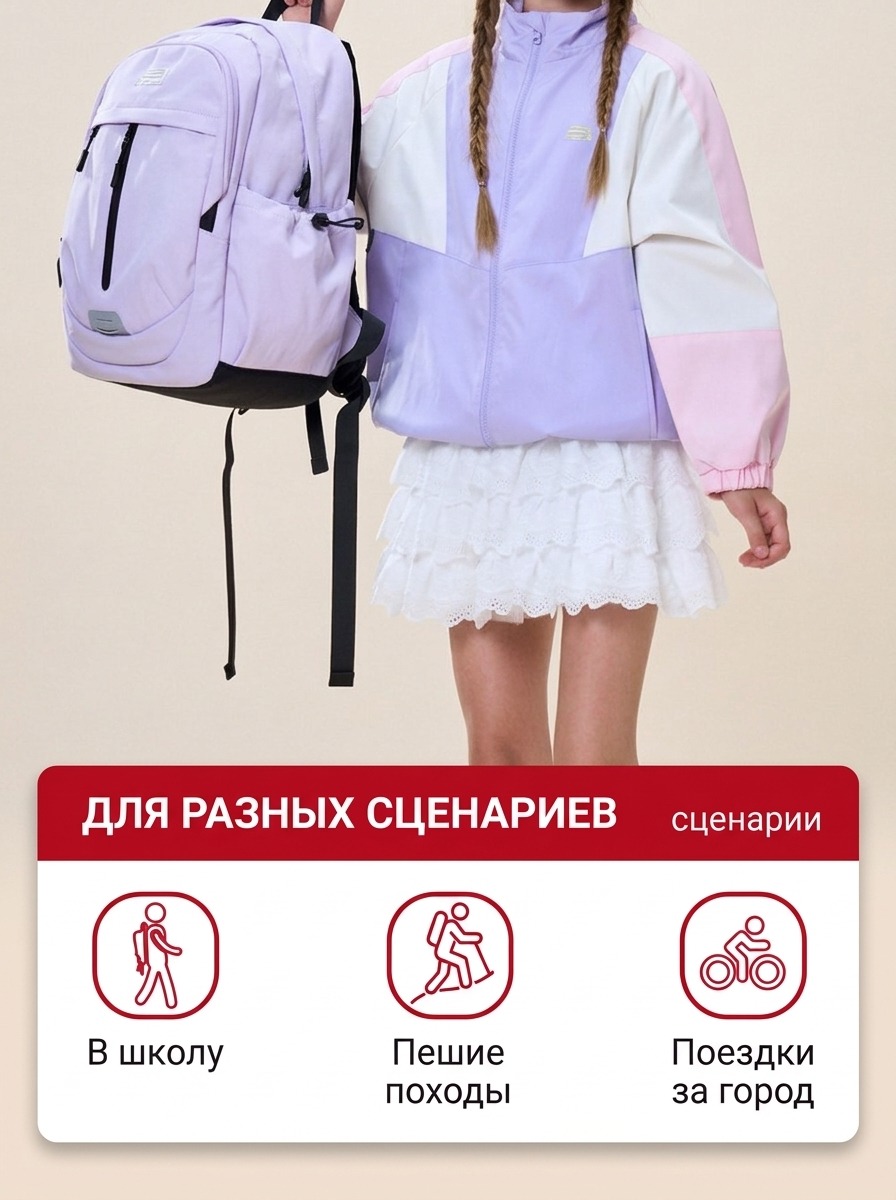 ДЛЯ РАЗНЫХ СЦЕНАРИЕВ сценарии
В школу
Пешие
походы
Поездки
за город